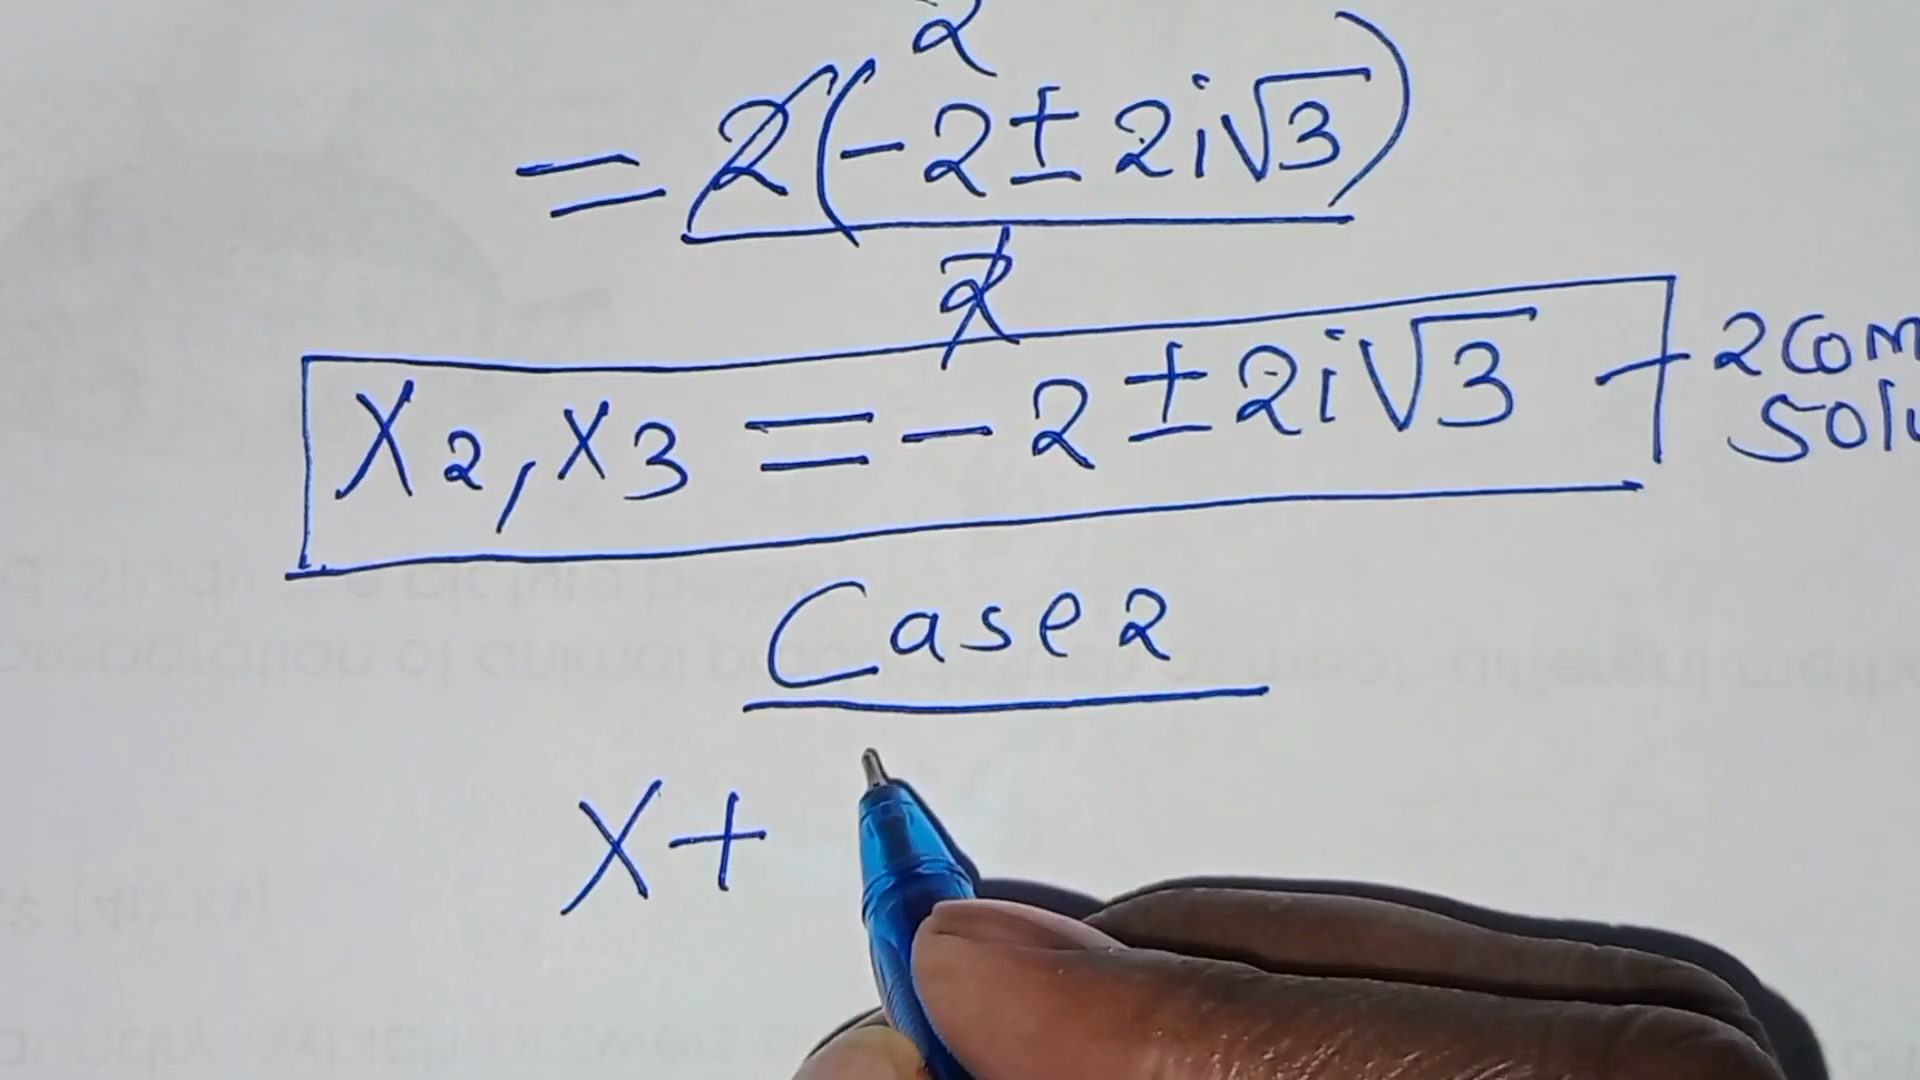 2
= 2(-2±2i√3)
2
X2, X3 = -2±2i√3 - 2 com
solu
Case 2
X+